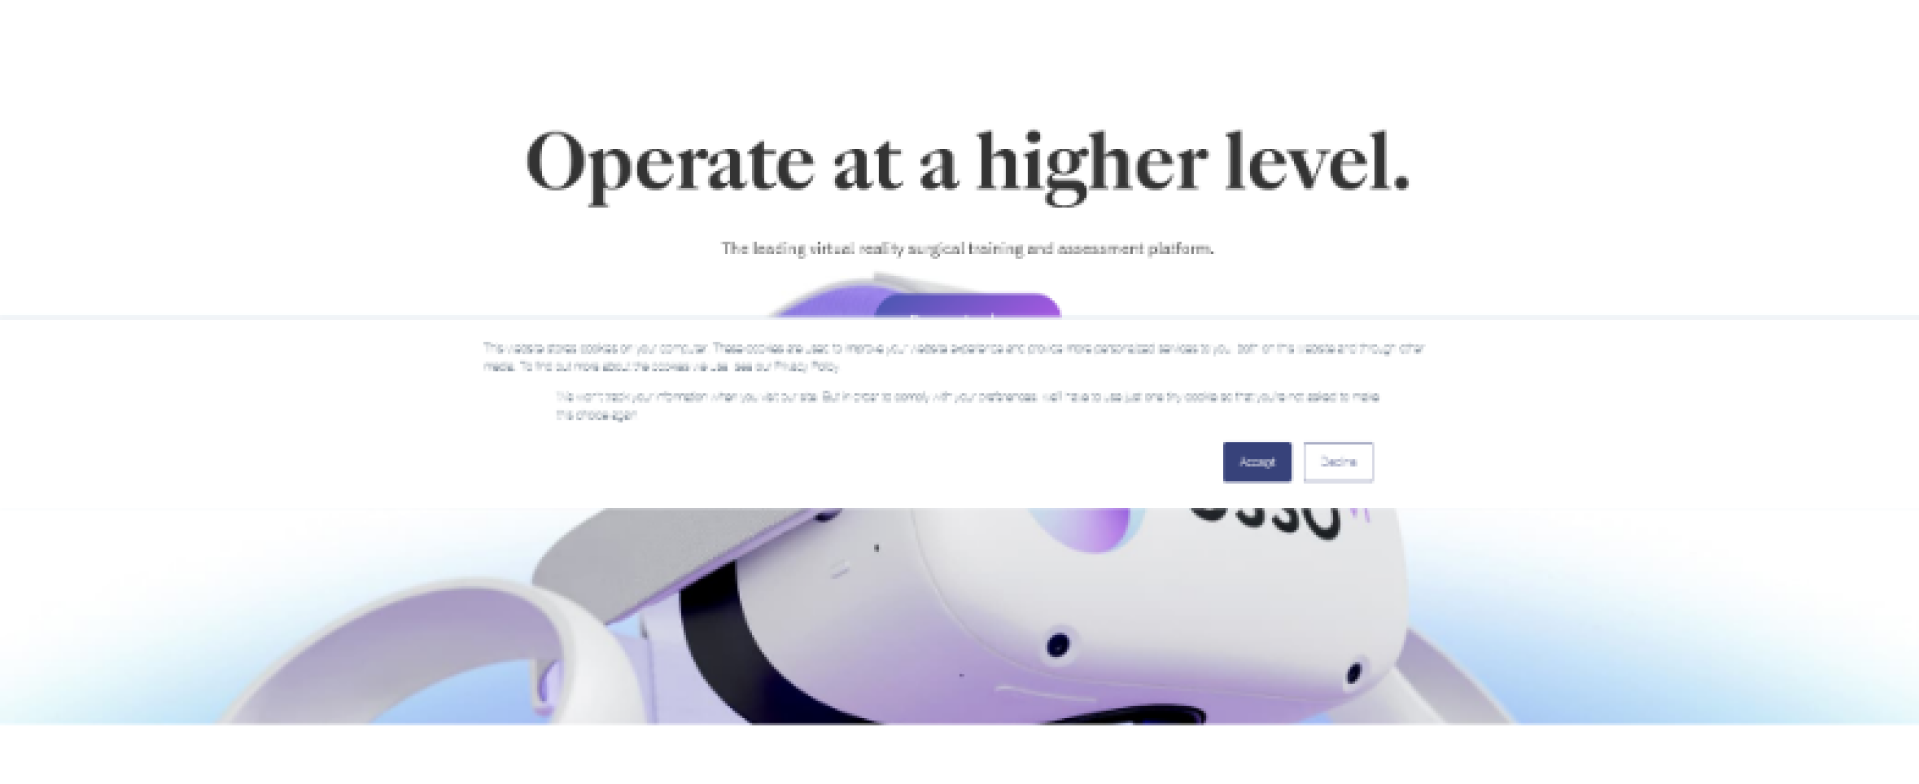 Operate at a higher level.
The leading virtual reality surgical training and assessment platform.
This website stores cookies on your computer. These cookies are used to improve your website experience and provide more personalized services to you, both on this website and through other
media. To find out more about the cookies we use, see our Privacy Policy
We won't track your information when you visit our site. But in order to comply with your preferences, we'll have to use just one tiny cookie so that you're not asked to make
this choice again
Accept
Decline